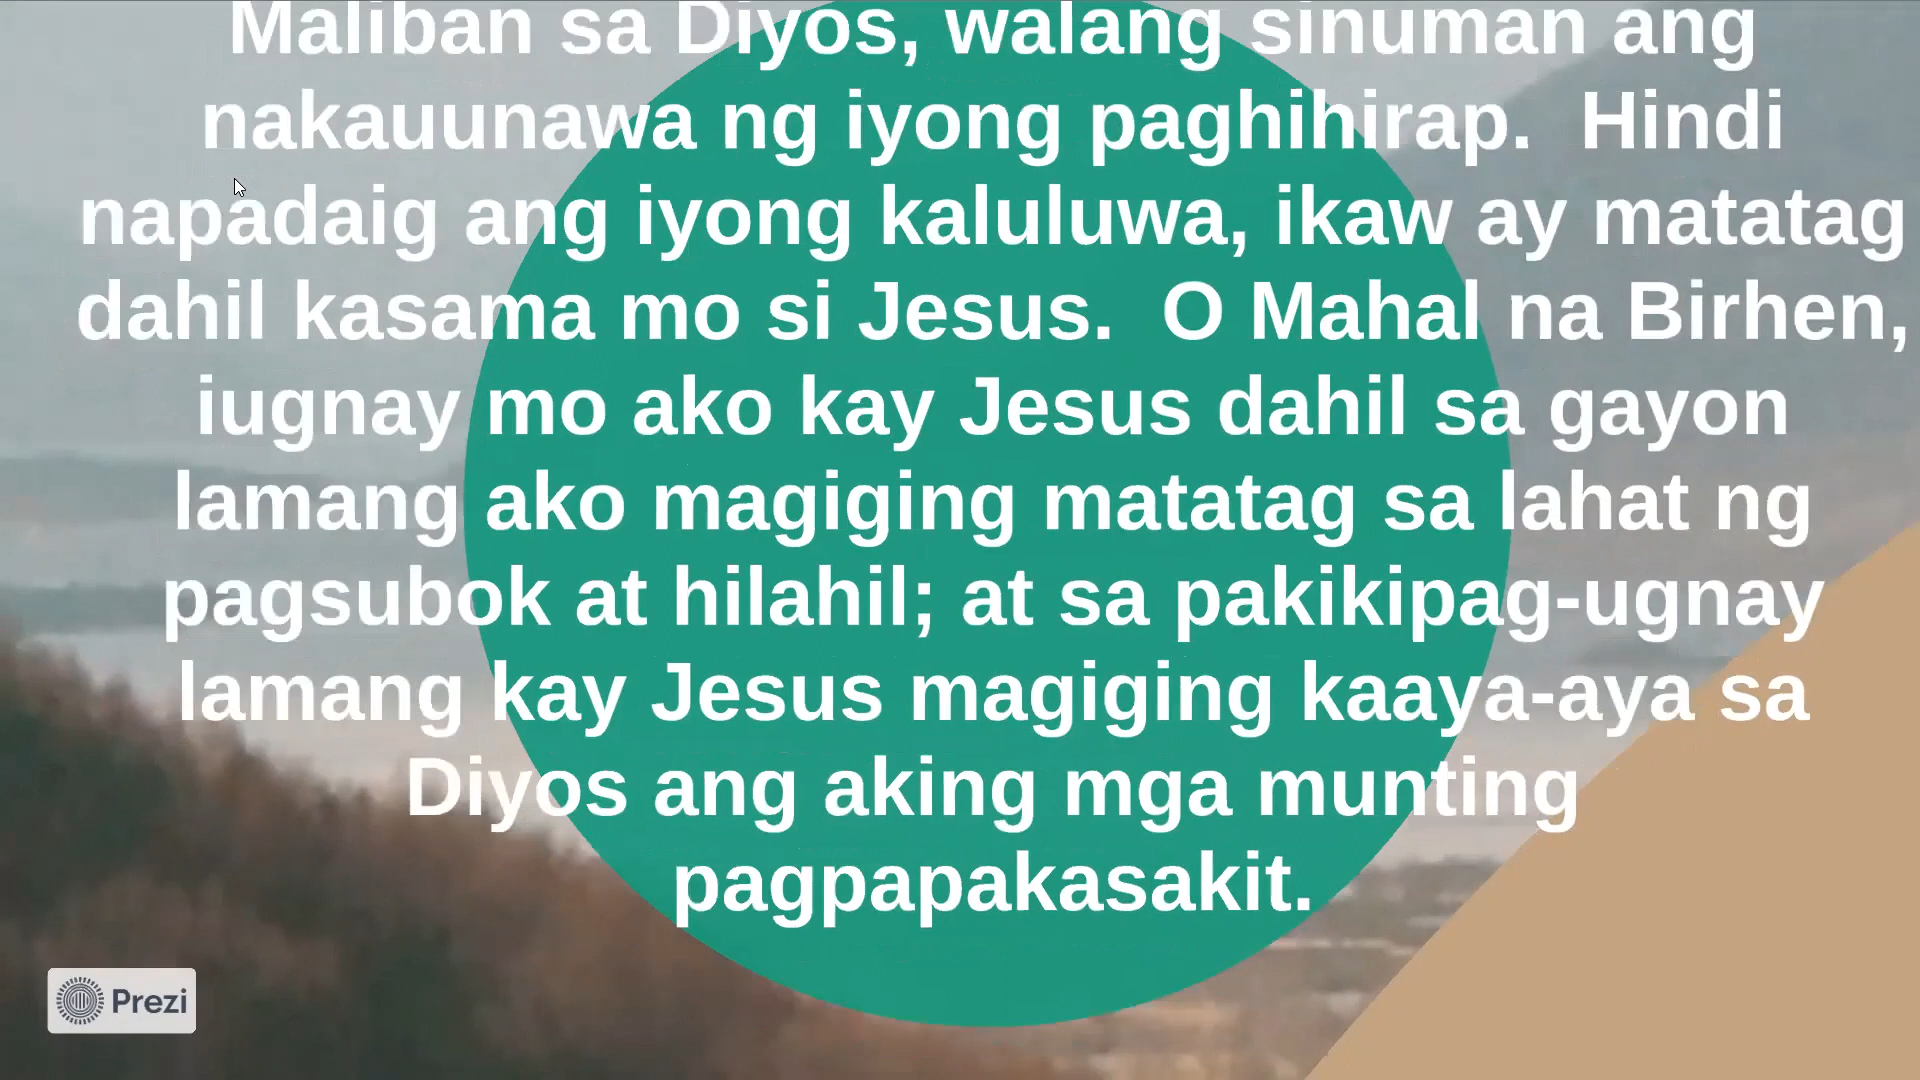 Maliban sa Diyos, walang sinuman ang
nakauunawa ng iyong paghihirap.  Hindi
napadaig ang iyong kaluluwa, ikaw ay matatag
dahil kasama mo si Jesus.  O Mahal na Birhen,
iugnay mo ako kay Jesus dahil sa gayon
lamang ako magiging matatag sa lahat ng
pagsubok at hilahil; at sa pakikipag-ugnay
lamang kay Jesus magiging kaaya-aya sa
Diyos ang aking mga munting
pagpapakasakit.
Prezi